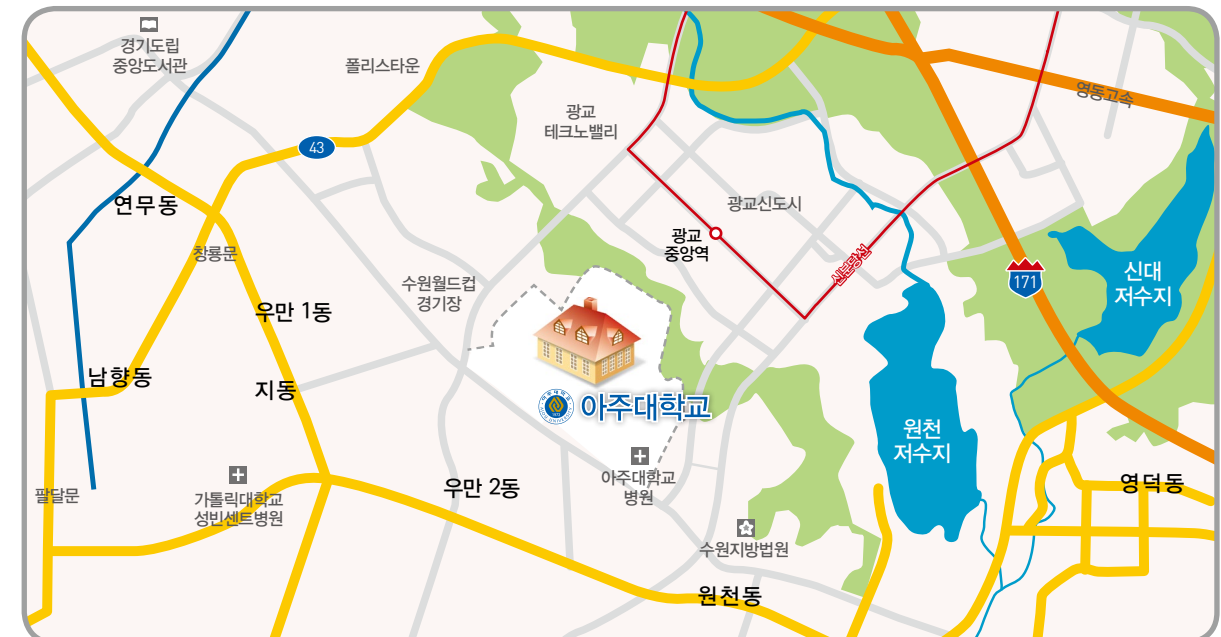 경기도립
중앙도서관
폴리스타운
광교
테크노밸리
영동고속
43
연무동
광교신도시
광교
중앙역
창룡문
신분당선
수원월드컵
경기장
171
신대
저수지
우만 1동
남향동
지동
아주대학교
원천
저수지
아주대학교
병원
우만 2동
영덕동
팔달문
가톨릭대학교
성빈센트병원
수원지방법원
원천동